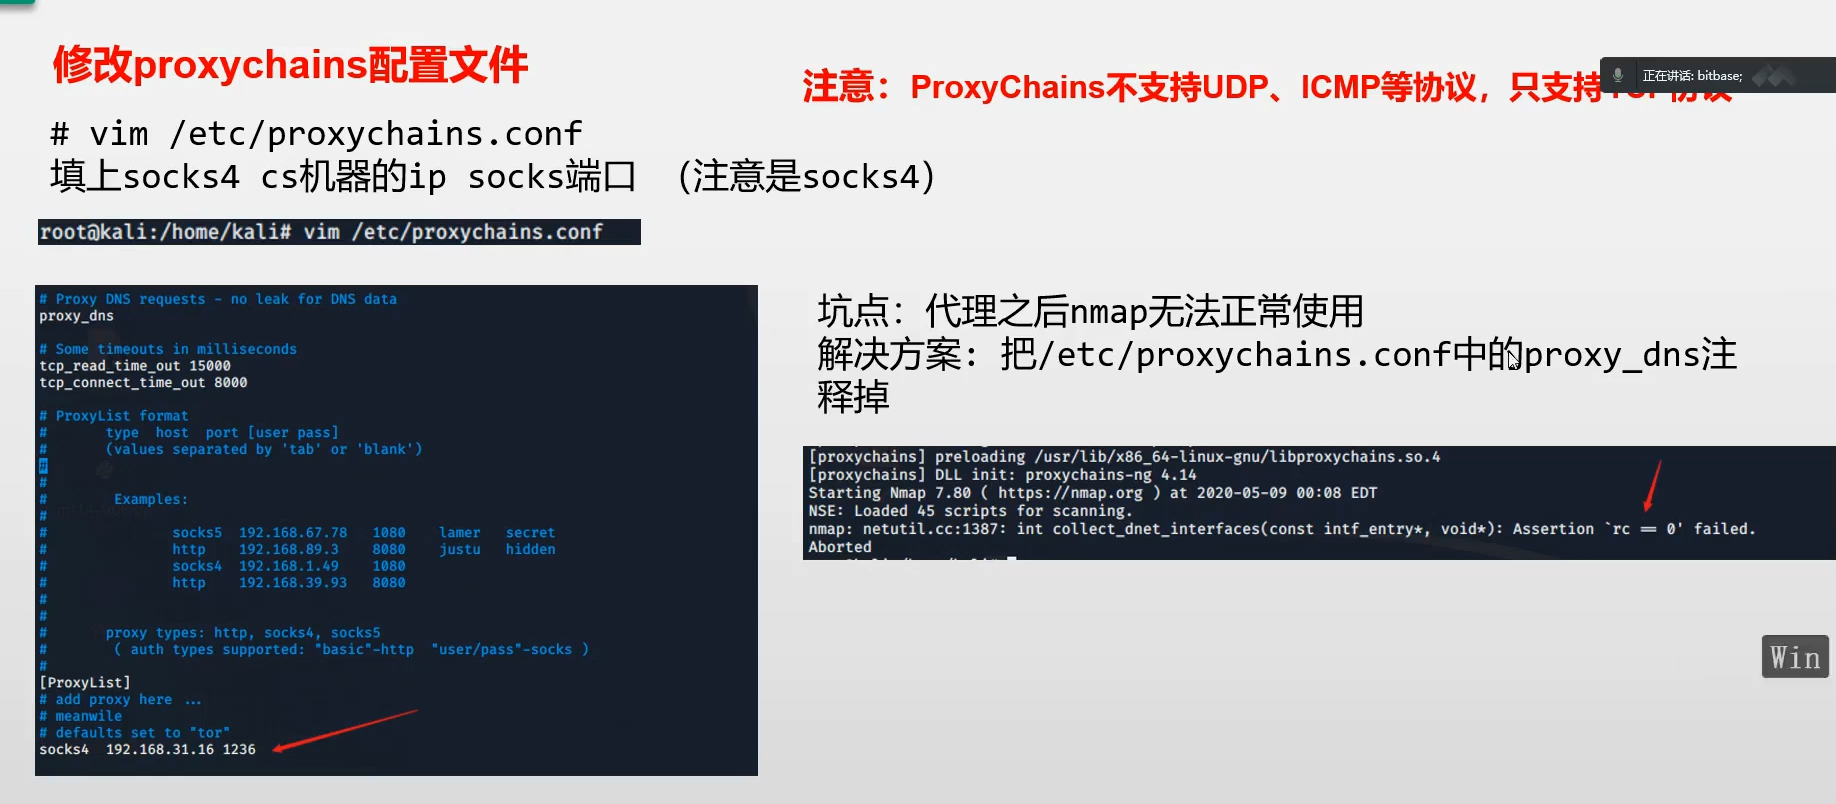 修改proxychains配置文件
注意：ProxyChains不支持UDP、ICMP等协议，只支持
正在讲话: bitbase;
# vim /etc/proxychains.conf
填上socks4 cs机器的ip socks端口 （注意是socks4）
root@kali:/home/kali# vim /etc/proxychains.conf
# Proxy DNS requests - no leak for DNS data
proxy_dns
# Some timeouts in milliseconds
tcp_read_time_out 15000
tcp_connect_time_out 8000
# ProxyList format
# type host port [user pass]
# (values separated by 'tab' or 'blank')
#
#
# Examples:
#
# socks5 192.168.67.78 1080 lamer secret
# http 192.168.89.3 8080 justu hidden
# socks4 192.168.1.49 1080
# http 192.168.39.93 8080
#
#
# proxy types: http, socks4, socks5
# ( auth types supported: "basic"-http "user/pass"-socks )
#
[ProxyList]
# add proxy here ...
# meanwile
# defaults set to "tor"
socks4 192.168.31.16 1236
坑点：代理之后nmap无法正常使用
解决方案：把/etc/proxychains.conf中的proxy_dns注
释掉
[proxychains] preloading /usr/lib/x86_64-linux-gnu/libproxychains.so.4
[proxychains] DLL init: proxychains-ng 4.14
Starting Nmap 7.80 ( https://nmap.org ) at 2020-05-09 00:08 EDT
NSE: Loaded 45 scripts for scanning.
nmap: netutil.cc:1387: int collect_dnet_interfaces(const intf_entry*, void*): Assertion `rc == 0' failed.
Aborted
Win